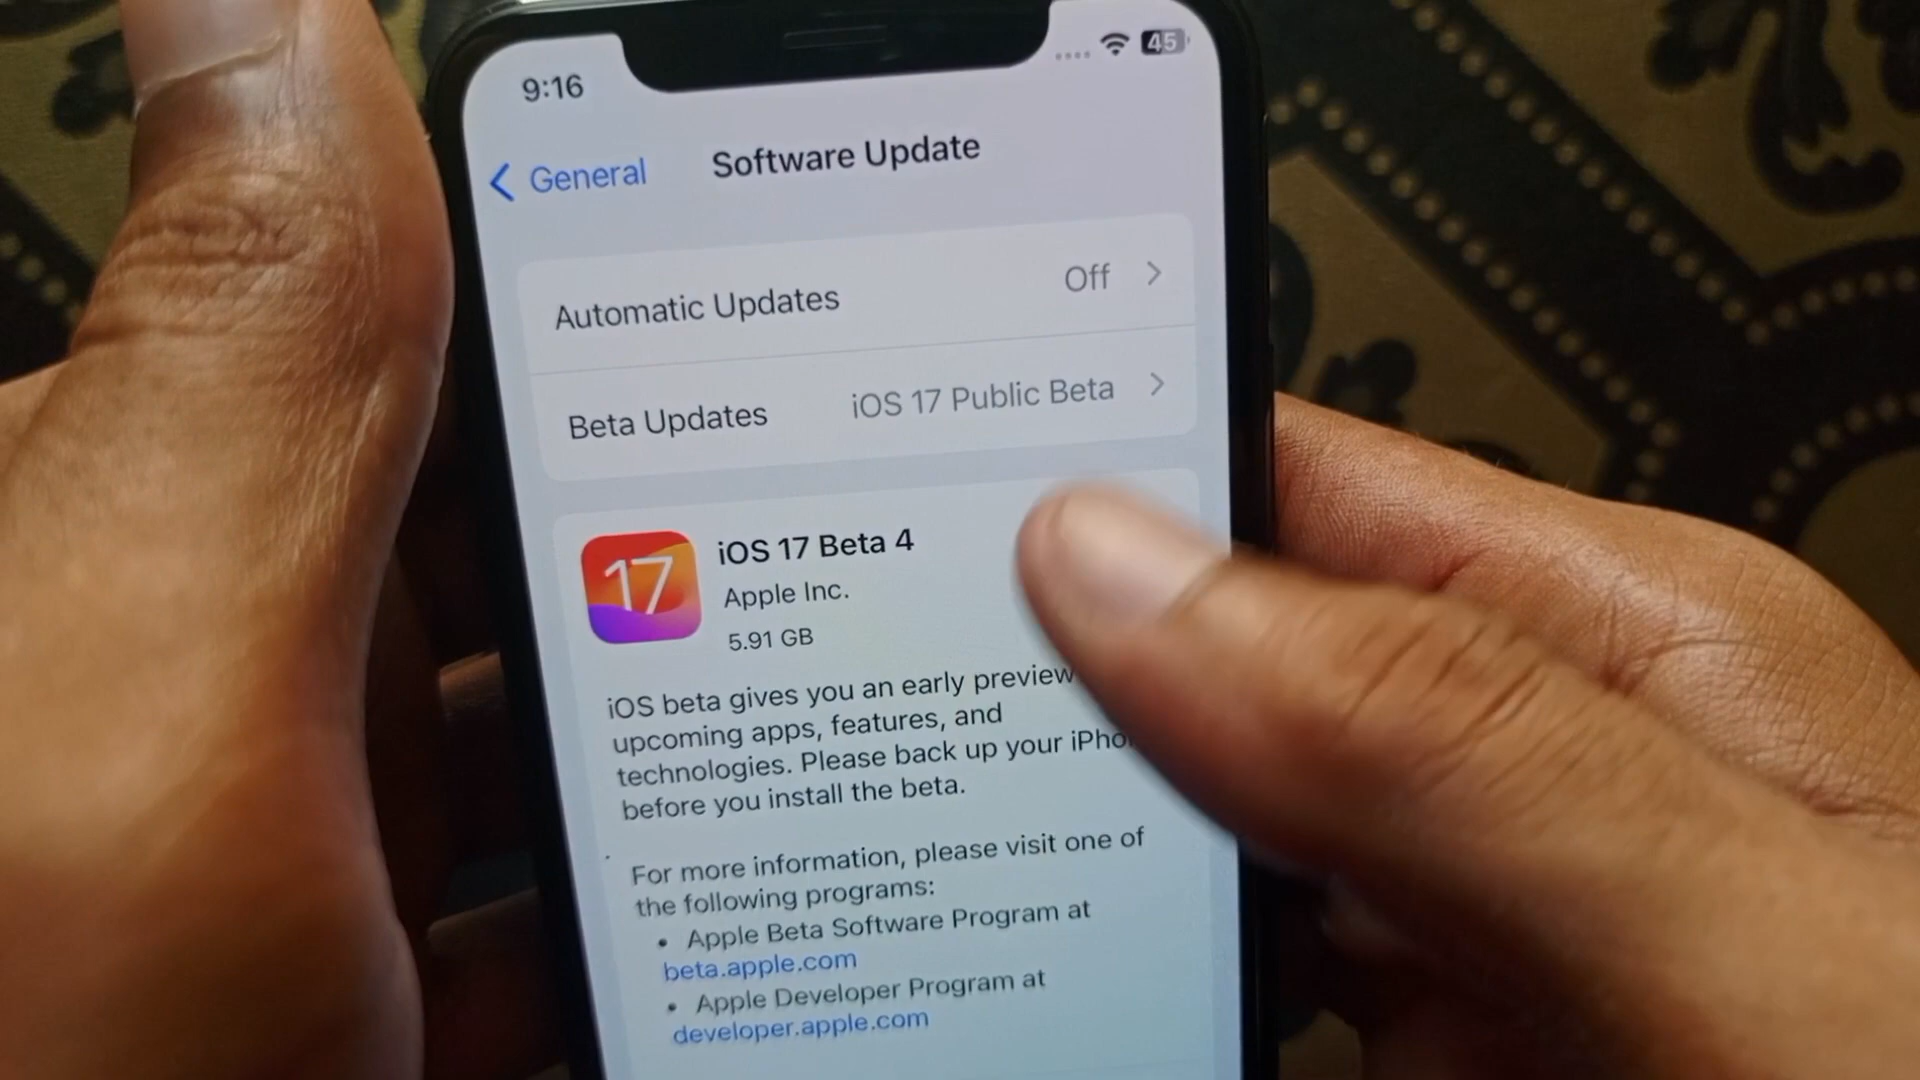 9:16
45
General
Software Update
Automatic Updates Off
Beta Updates iOS 17 Public Beta
17
iOS 17 Beta 4
Apple Inc.
5.91 GB
iOS beta gives you an early preview
upcoming apps, features, and
technologies. Please back up your
before you install the beta.
For more information, please visit one of
the following programs:
• Apple Beta Software Program at
beta.apple.com
• Apple Developer Program at
developer.apple.com